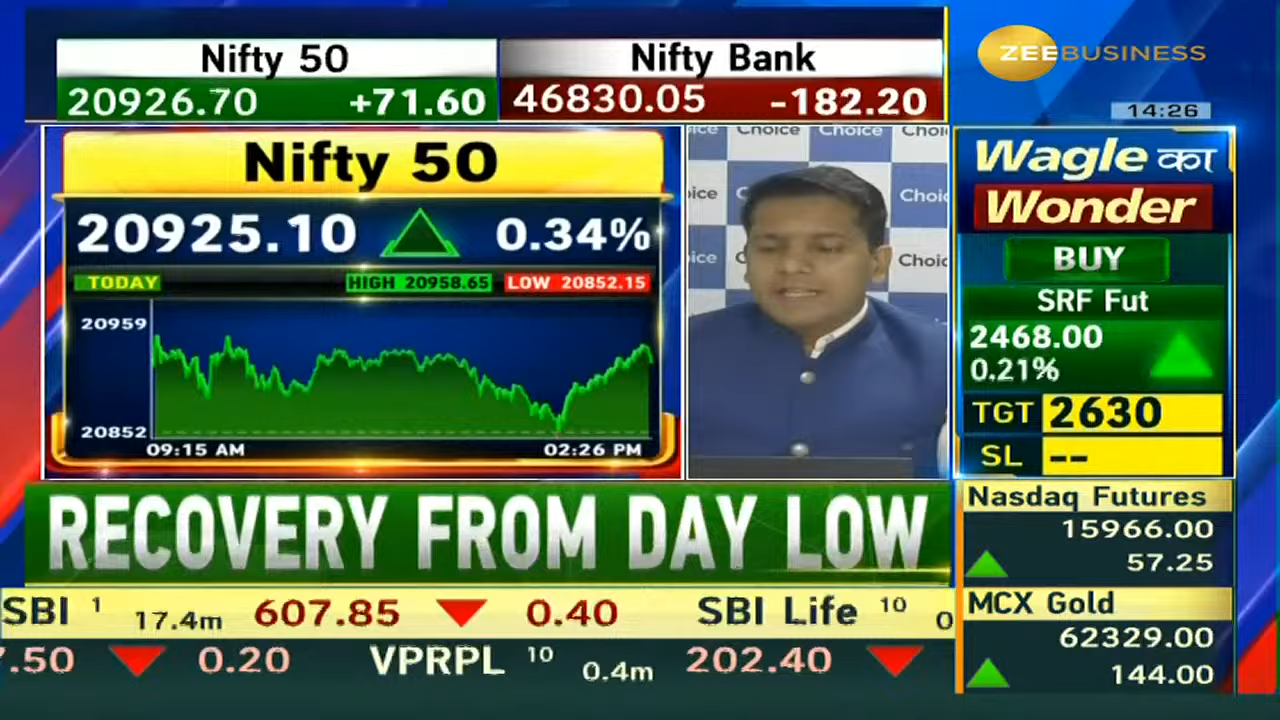 Nifty 50
20926.70 +71.60
Nifty Bank
46830.05 -182.20
ZEEBUSINESS
14:26
Nifty 50
20925.10 0.34%
TODAY HIGH 20958.65 LOW 20852.15
20959
20852
09:15 AM 02:26 PM
Choice Choice
Choice
Wagle का
Wonder
BUY
SRF Fut
2468.00
0.21%
TGT 2630
SL --
Nasdaq Futures
15966.00
57.25
MCX Gold
62329.00
144.00
RECOVERY FROM DAY LOW
SBI 1 17.4m 607.85 0.40 SBI Life 10 0
7.50 0.20 VPRPL 10 0.4m 202.40